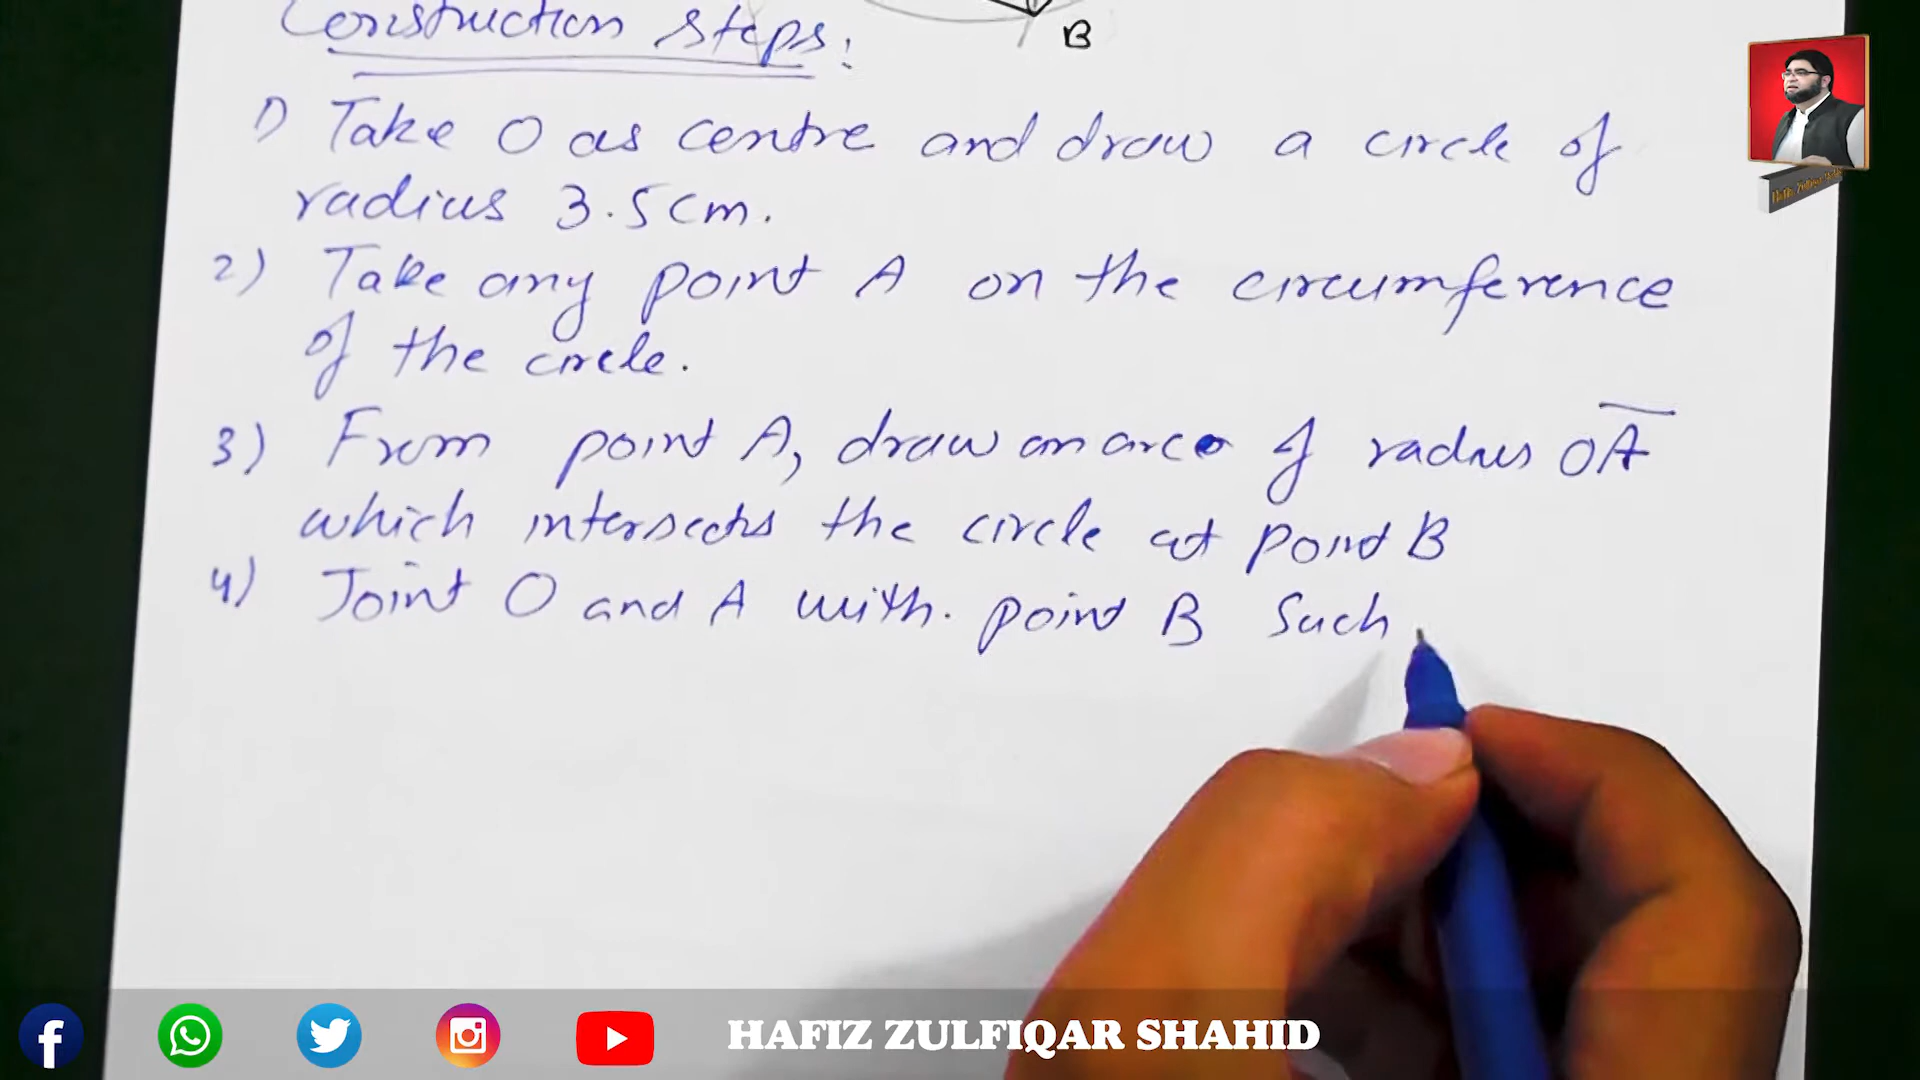 Construction steps:
B
1) Take O as centre and draw a circle of
radius 3.5cm.
2) Take any point A on the circumference
of the circle.
3) From point A, draw an arc of radius OA
which intersects the circle at point B
4) Joint O and A with. point B Such
HAFIZ ZULFIQAR SHAHID